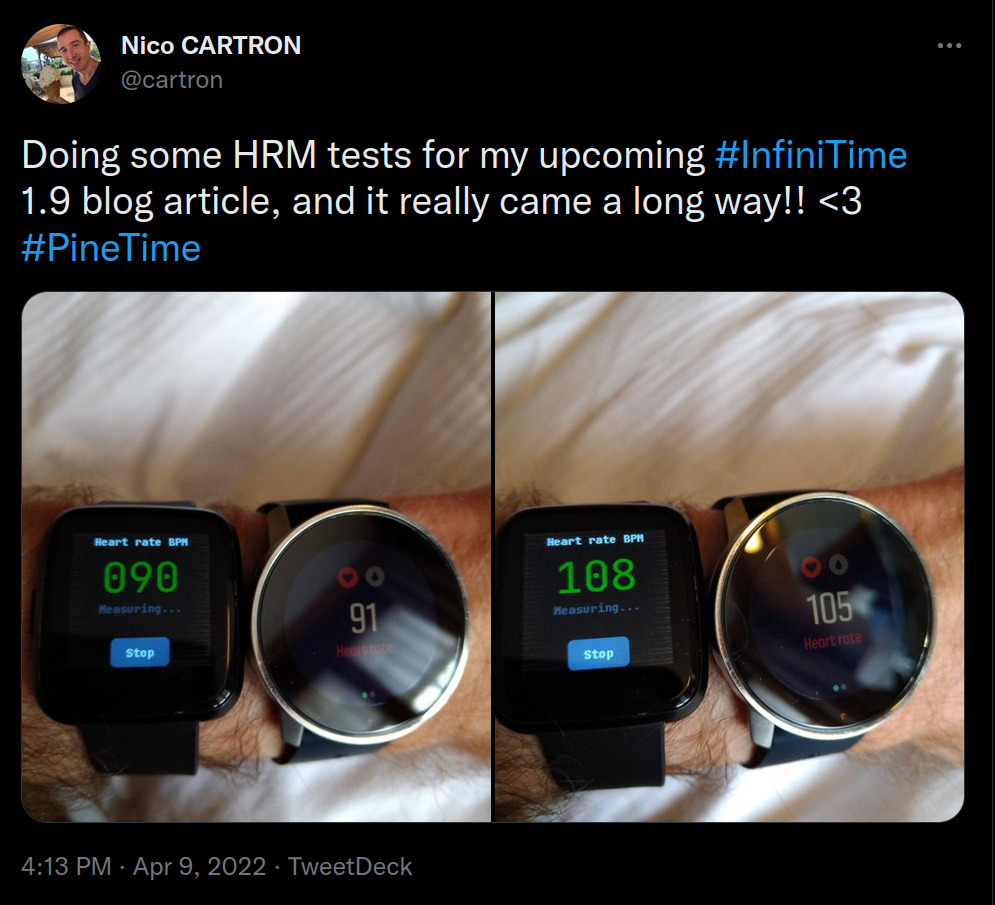 Nico CARTRON
@cartron
Doing some HRM tests for my upcoming #InfiniTime
1.9 blog article, and it really came a long way!! <3
#PineTime
Heart rate BPM
090
Measuring...
Stop
91
Heart rate
Heart rate BPM
108
Measuring...
Stop
105
Heart rate
4:13 PM · Apr 9, 2022 · TweetDeck